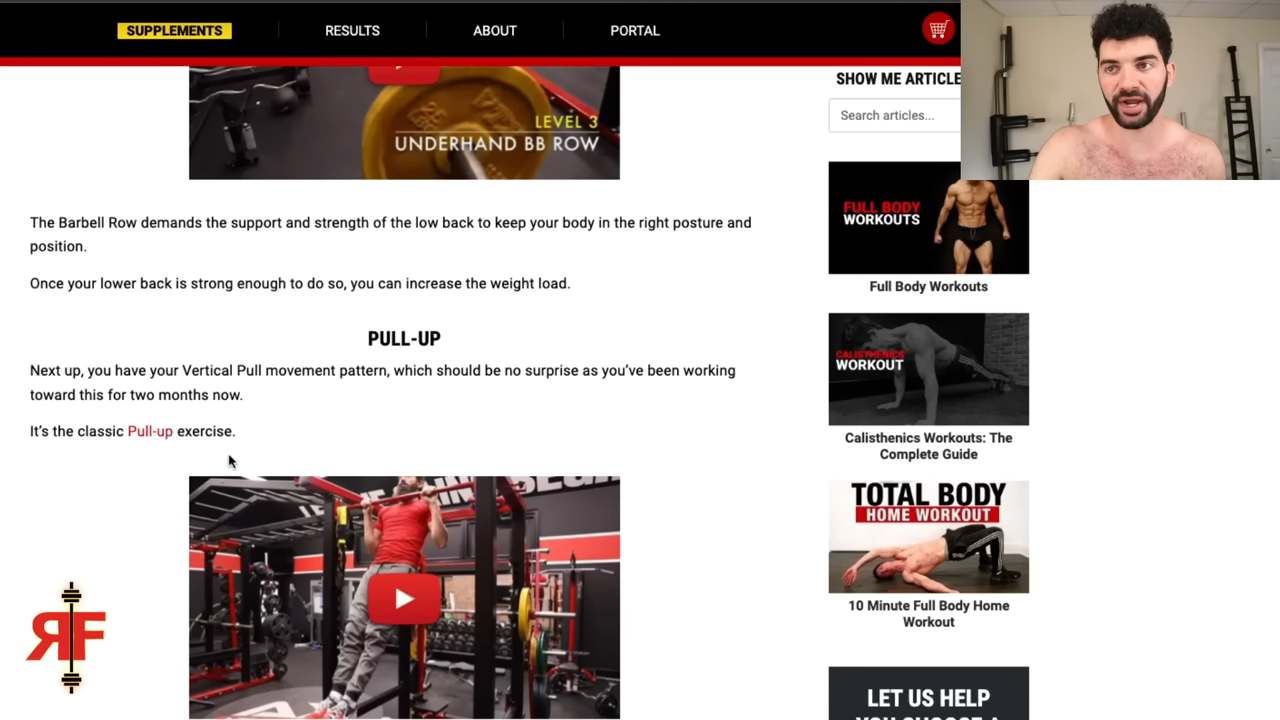 SUPPLEMENTS
RESULTS
ABOUT
PORTAL
LEVEL 3
UNDERHAND BB ROW
The Barbell Row demands the support and strength of the low back to keep your body in the right posture and
position.
Once your lower back is strong enough to do so, you can increase the weight load.
PULL-UP
Next up, you have your Vertical Pull movement pattern, which should be no surprise as you've been working
toward this for two months now.
It's the classic Pull-up exercise.
RF
SHOW ME ARTICLE
Search articles...
FULL BODY
WORKOUTS
Full Body Workouts
CALISTHENICS
WORKOUT
Calisthenics Workouts: The
Complete Guide
TOTAL BODY
HOME WORKOUT
10 Minute Full Body Home
Workout
LET US HELP